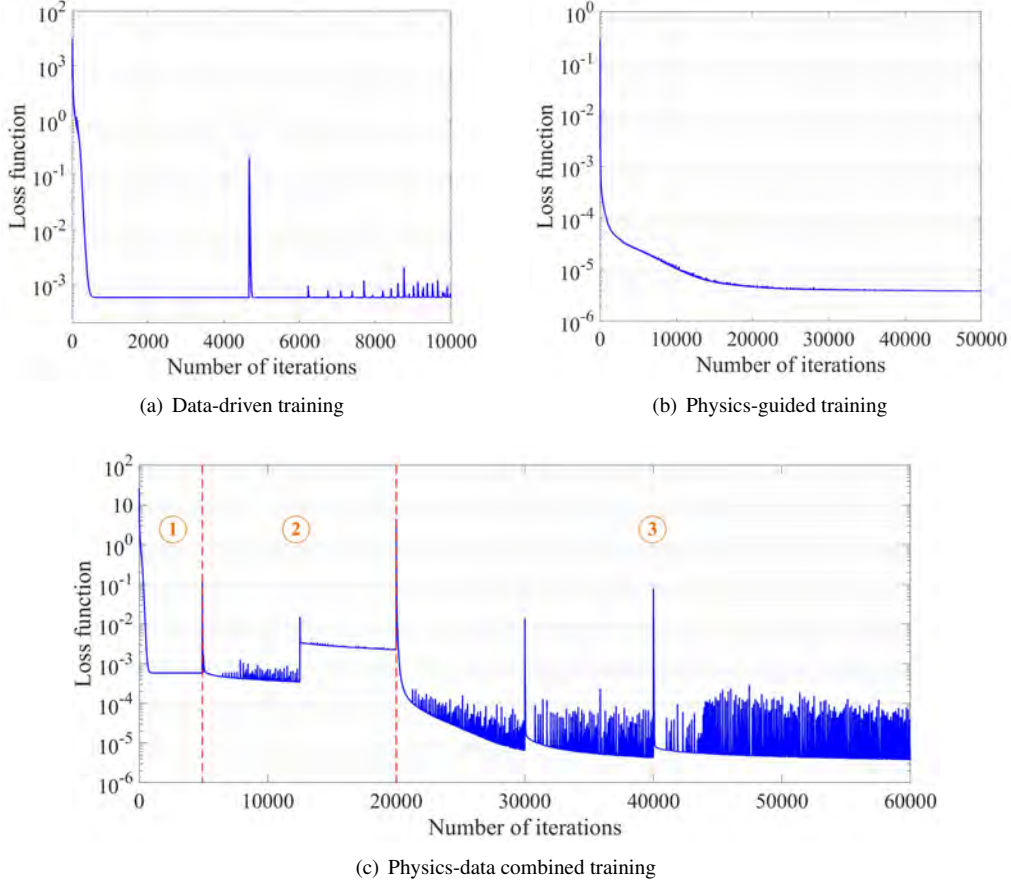 10^2
10^3
10^0
10^-1
10^-2
10^-3
Loss function
0 2000 4000 6000 8000 10000
Number of iterations
(a) Data-driven training
10^0
10^-1
10^-2
10^-3
10^-4
10^-5
10^-6
Loss function
0 10000 20000 30000 40000 50000
Number of iterations
(b) Physics-guided training
10^2
10
10^0
10^-1
10^-2
10^-3
10^-4
10^-5
10^-6
Loss function
1 2 3
0 10000 20000 30000 40000 50000 60000
Number of iterations
(c) Physics-data combined training